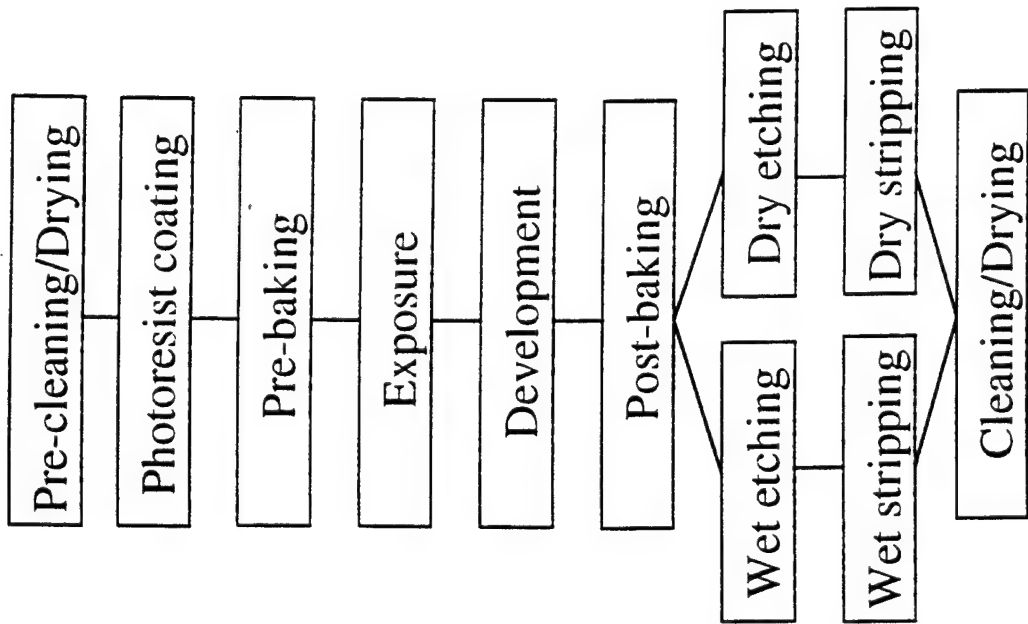 Pre-cleaning/Drying
Photoresist coating
Pre-baking
Exposure
Development
Post-baking
Wet etching
Dry etching
Wet stripping
Dry stripping
Cleaning/Drying